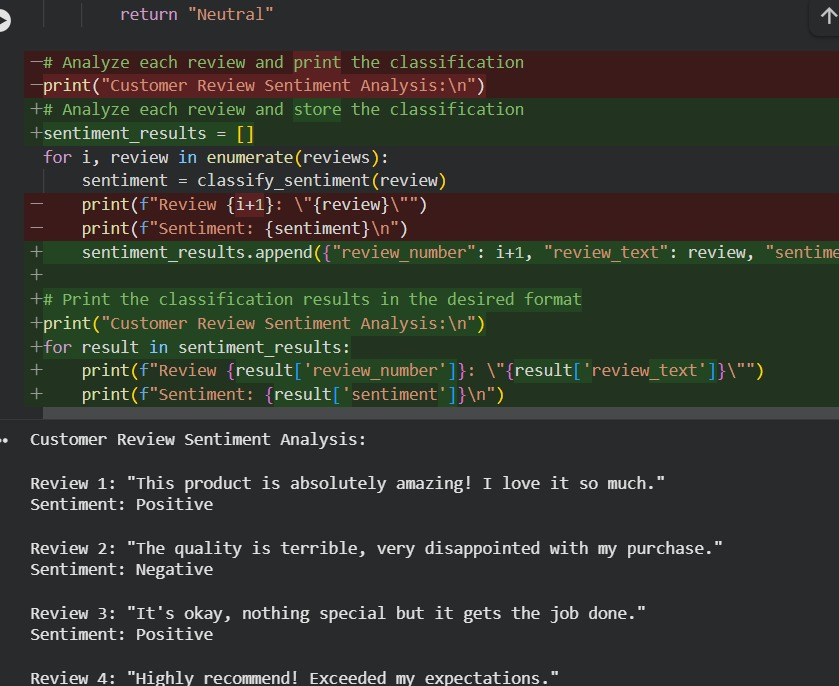 return "Neutral"
−# Analyze each review and print the classification
−print("Customer Review Sentiment Analysis:\n")
+# Analyze each review and store the classification
+sentiment_results = []
for i, review in enumerate(reviews):
    sentiment = classify_sentiment(review)
−    print(f"Review {i+1}: \"{review}\"")
−    print(f"Sentiment: {sentiment}\n")
+    sentiment_results.append({"review_number": i+1, "review_text": review, "sentime
+
+# Print the classification results in the desired format
+print("Customer Review Sentiment Analysis:\n")
+for result in sentiment_results:
+    print(f"Review {result['review_number']}: \"{result['review_text']}\"")
+    print(f"Sentiment: {result['sentiment']}\n")
Customer Review Sentiment Analysis:
Review 1: "This product is absolutely amazing! I love it so much."
Sentiment: Positive
Review 2: "The quality is terrible, very disappointed with my purchase."
Sentiment: Negative
Review 3: "It's okay, nothing special but it gets the job done."
Sentiment: Positive
Review 4: "Highly recommend! Exceeded my expectations."